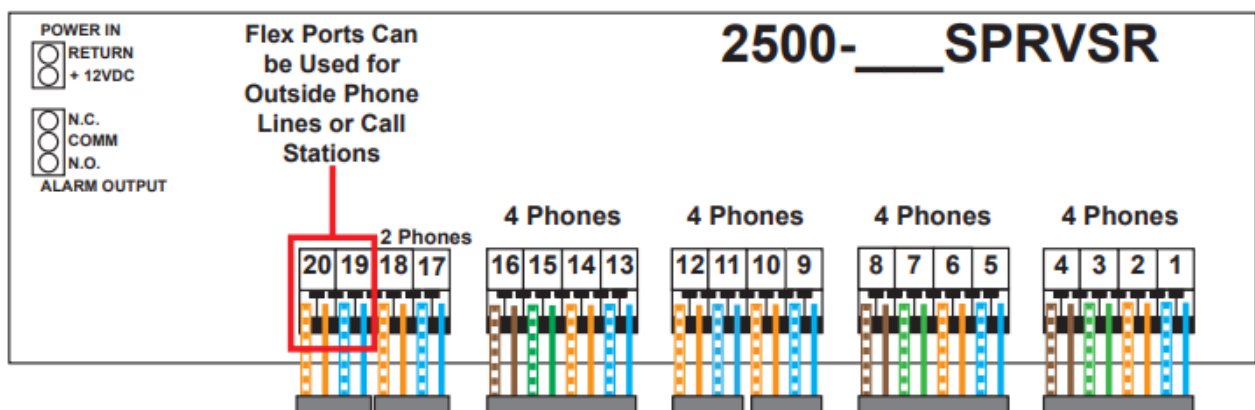 POWER IN
RETURN
+ 12VDC
N.C.
COMM
N.O.
ALARM OUTPUT
Flex Ports Can
be Used for
Outside Phone
Lines or Call
Stations
2500-___SPRVSR
2 Phones
4 Phones
4 Phones
4 Phones
4 Phones
20 19 18 17
16 15 14 13
12 11 10 9
8 7 6 5
4 3 2 1